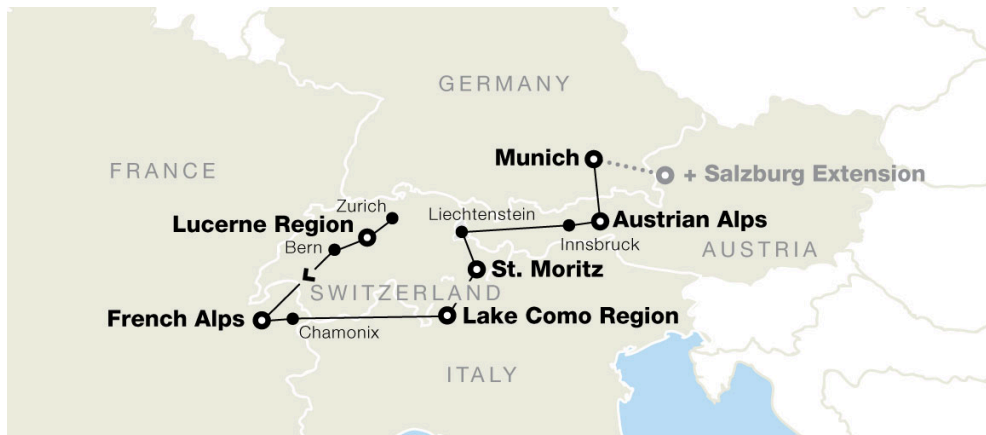 GERMANY
FRANCE
Munich
+ Salzburg Extension
Zurich
Liechtenstein
Lucerne Region
Austrian Alps
Bern
Innsbruck
AUSTRIA
St. Moritz
SWITZERLAND
French Alps
Lake Como Region
Chamonix
ITALY